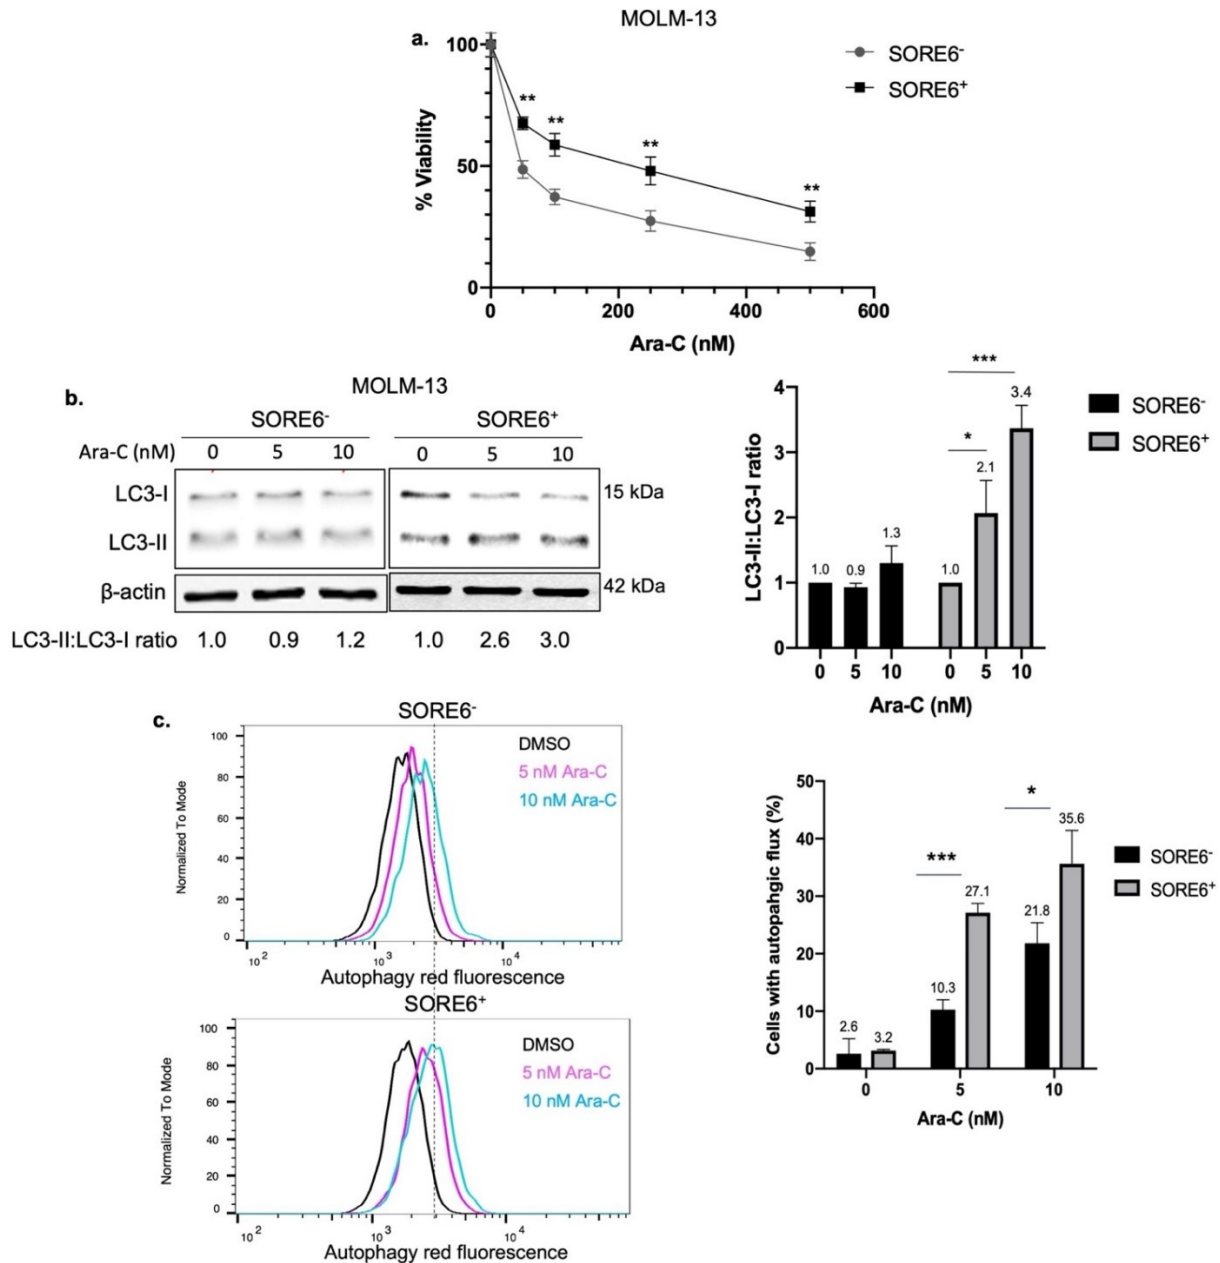 MOLM-13
a.
SORE6⁻
SORE6⁺
**
**
**
**
100
50
0
% Viability
0 200 400 600
Ara-C (nM)
b.
MOLM-13
SORE6⁻ SORE6⁺
Ara-C (nM) 0 5 10 0 5 10
LC3-I 15 kDa
LC3-II
β-actin 42 kDa
LC3-II:LC3-I ratio 1.0 0.9 1.2 1.0 2.6 3.0
LC3-II:LC3-I ratio
4
3
2
1
0
***
*
1.0 0.9 1.3 1.0 2.1 3.4
0 5 10 0 5 10
Ara-C (nM)
SORE6⁻
SORE6⁺
c.
SORE6⁻
DMSO
5 nM Ara-C
10 nM Ara-C
Normalized To Mode
100
80
60
40
20
0
10² 10³ 10⁴
Autophagy red fluorescence
SORE6⁺
DMSO
5 nM Ara-C
10 nM Ara-C
Normalized To Mode
100
80
60
40
20
0
10² 10³ 10⁴
Autophagy red fluorescence
Cells with autopahgic flux (%)
50
40
30
20
10
0
***
*
2.6 3.2 10.3 27.1 21.8 35.6
0 5 10
Ara-C (nM)
SORE6⁻
SORE6⁺